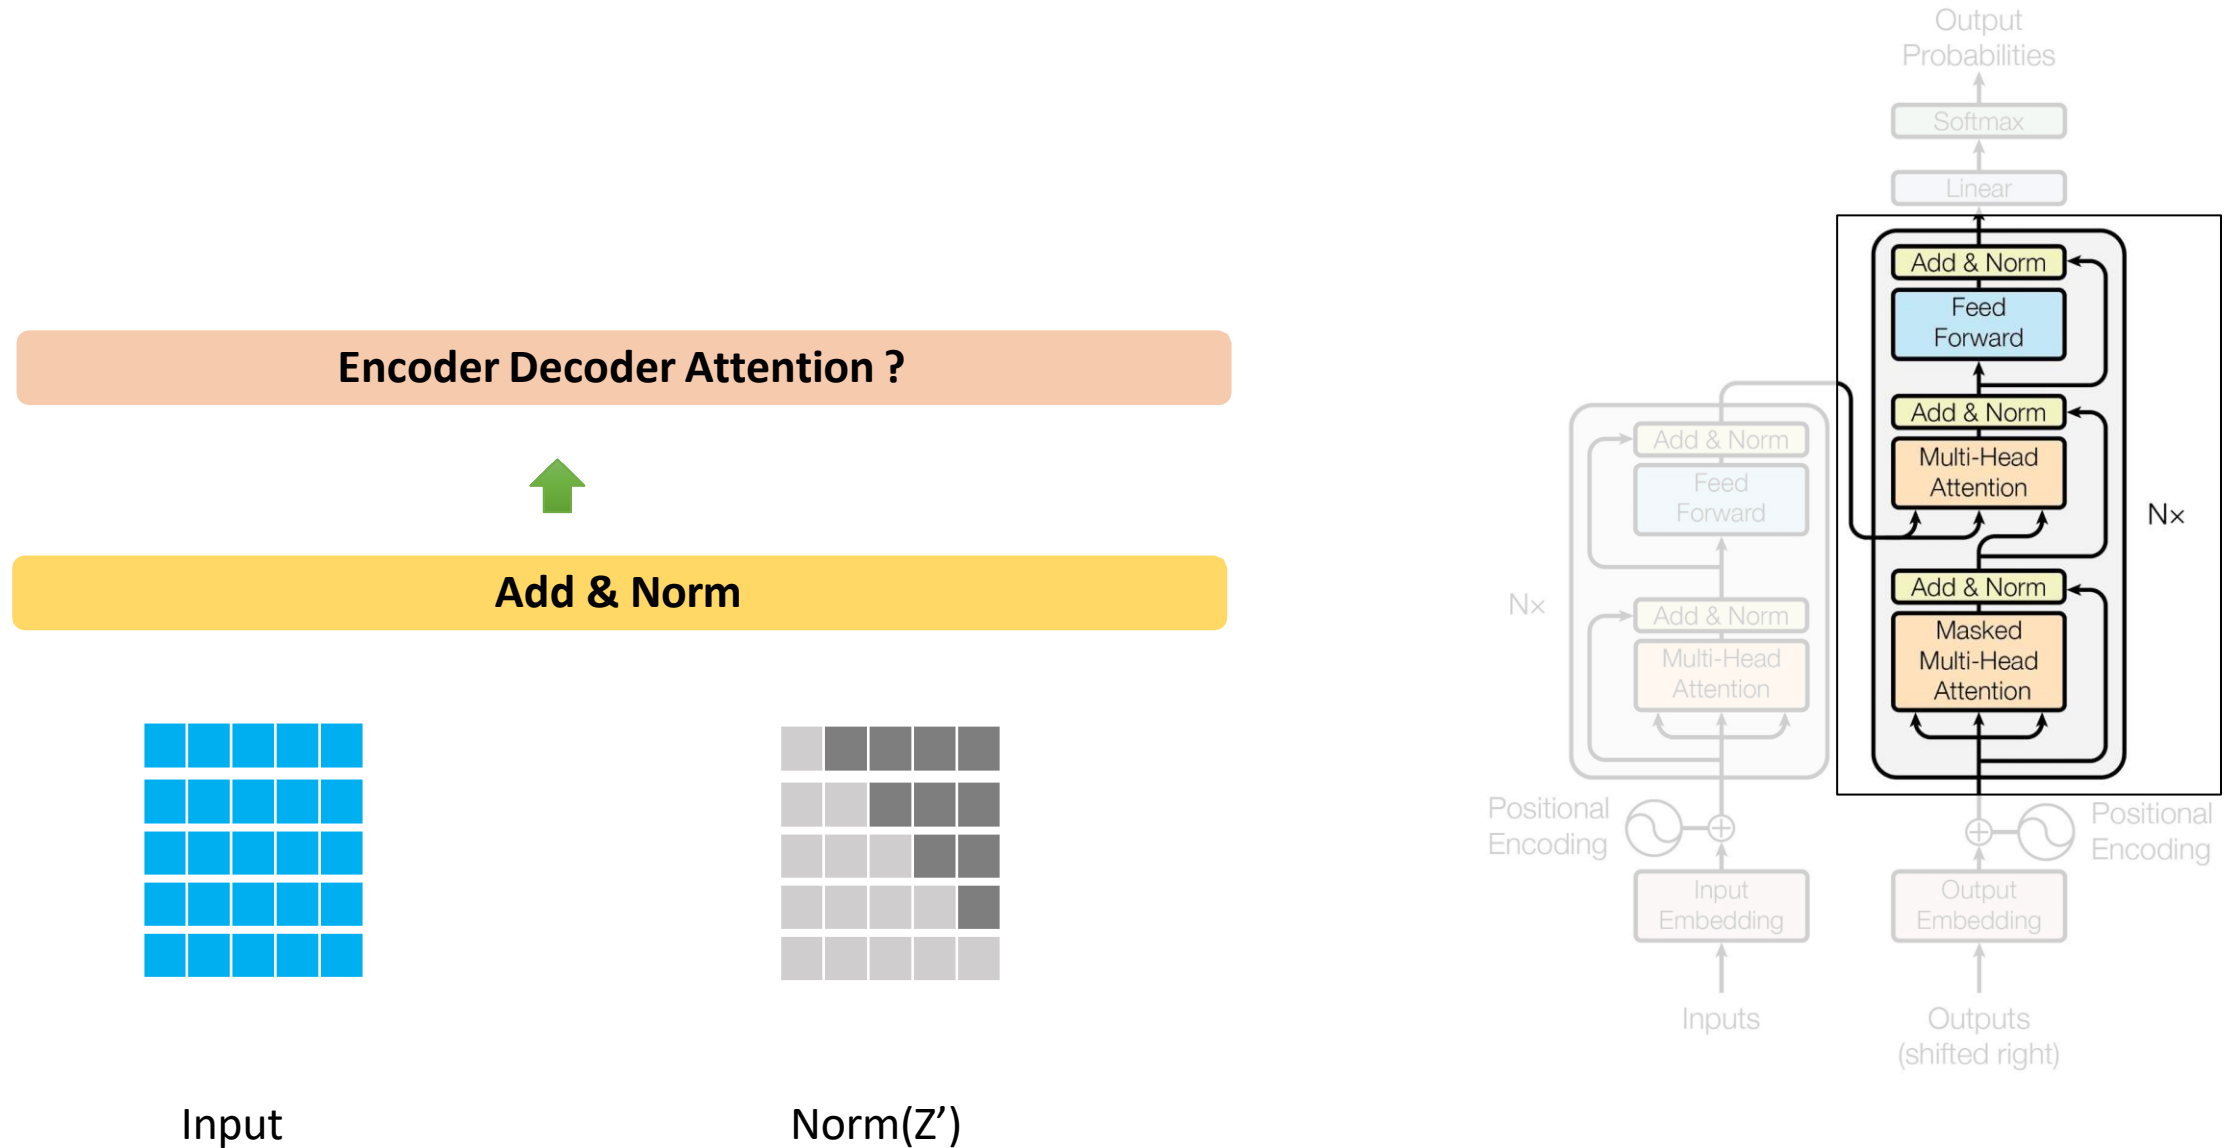 Encoder Decoder Attention ?
Add & Norm
Input
Norm(Z’)
Output
Probabilities
Softmax
Linear
Add & Norm
Feed
Forward
Add & Norm
Multi-Head
Attention
N×
Add & Norm
Masked
Multi-Head
Attention
Add & Norm
Feed
Forward
N×
Add & Norm
Multi-Head
Attention
Positional
Encoding
Positional
Encoding
Input
Embedding
Output
Embedding
Inputs
Outputs
(shifted right)